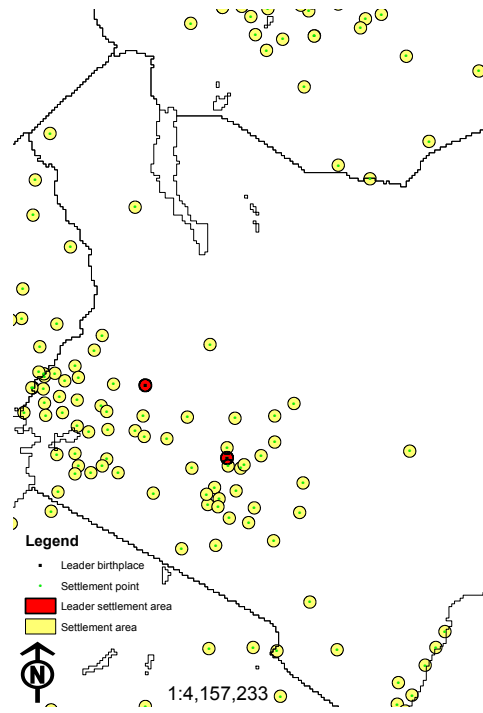 Legend
Leader birthplace
Settlement point
Leader settlement area
Settlement area
N
1:4,157,233